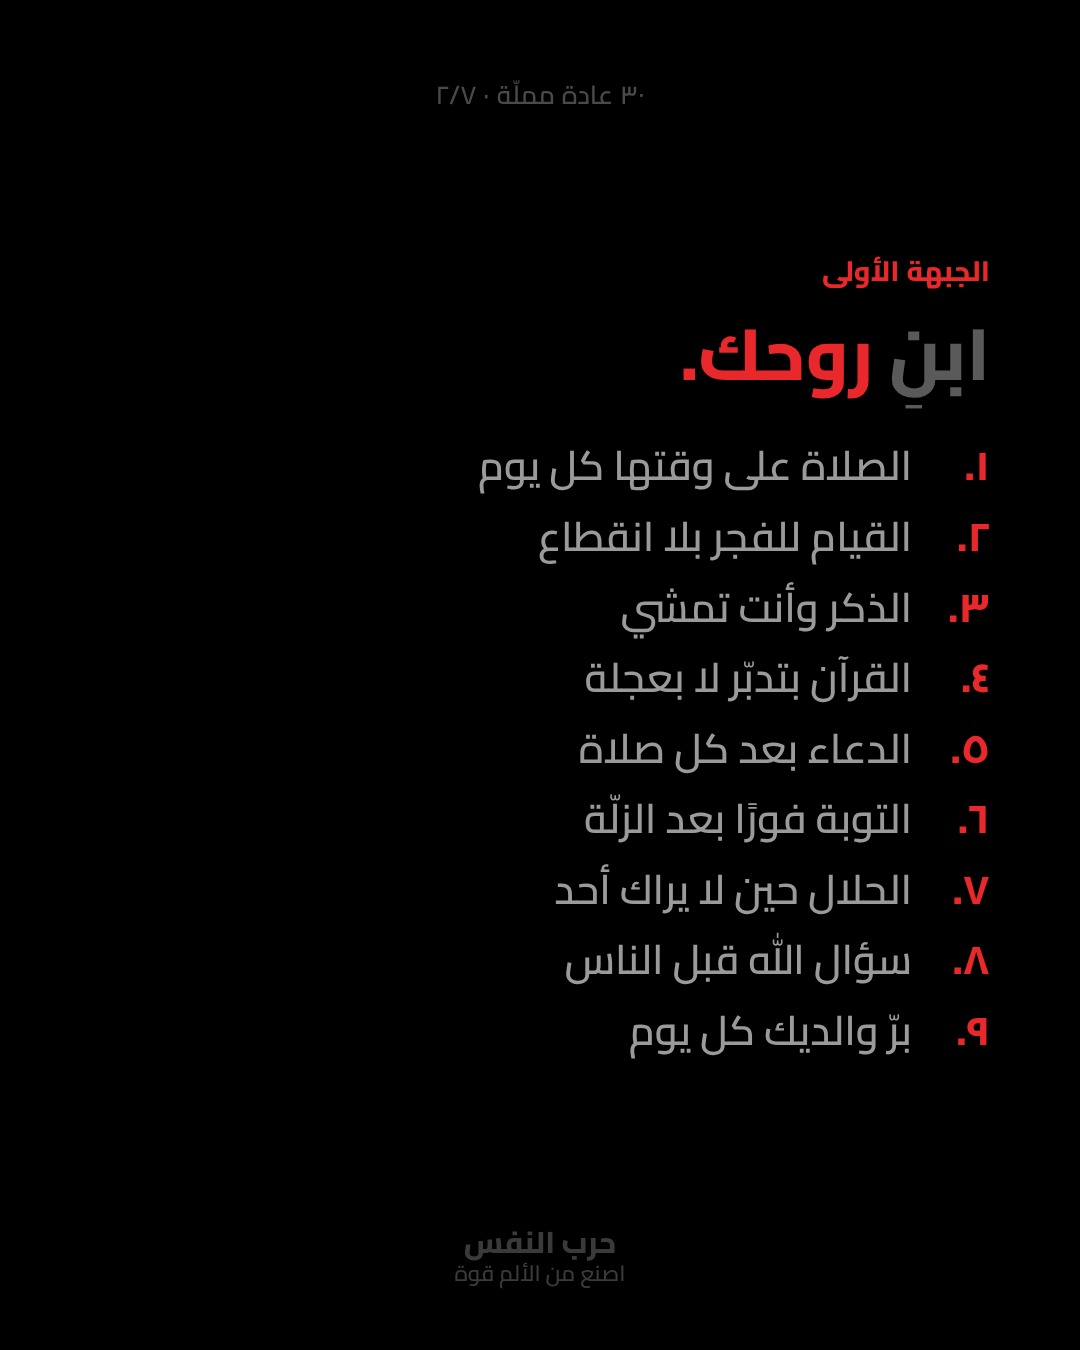 ٣٠ عادة مملّة · ٢/٧
الجبهة الأولى
ابنِ روحك.
١. الصلاة على وقتها كل يوم
٢. القيام للفجر بلا انقطاع
٣. الذكر وأنت تمشي
٤. القرآن بتدبّر لا بعجلة
٥. الدعاء بعد كل صلاة
٦. التوبة فورًا بعد الزلّة
٧. الحلال حين لا يراك أحد
٨. سؤال الله قبل الناس
٩. برّ والديك كل يوم
حرب النفس
اصنع من الألم قوة